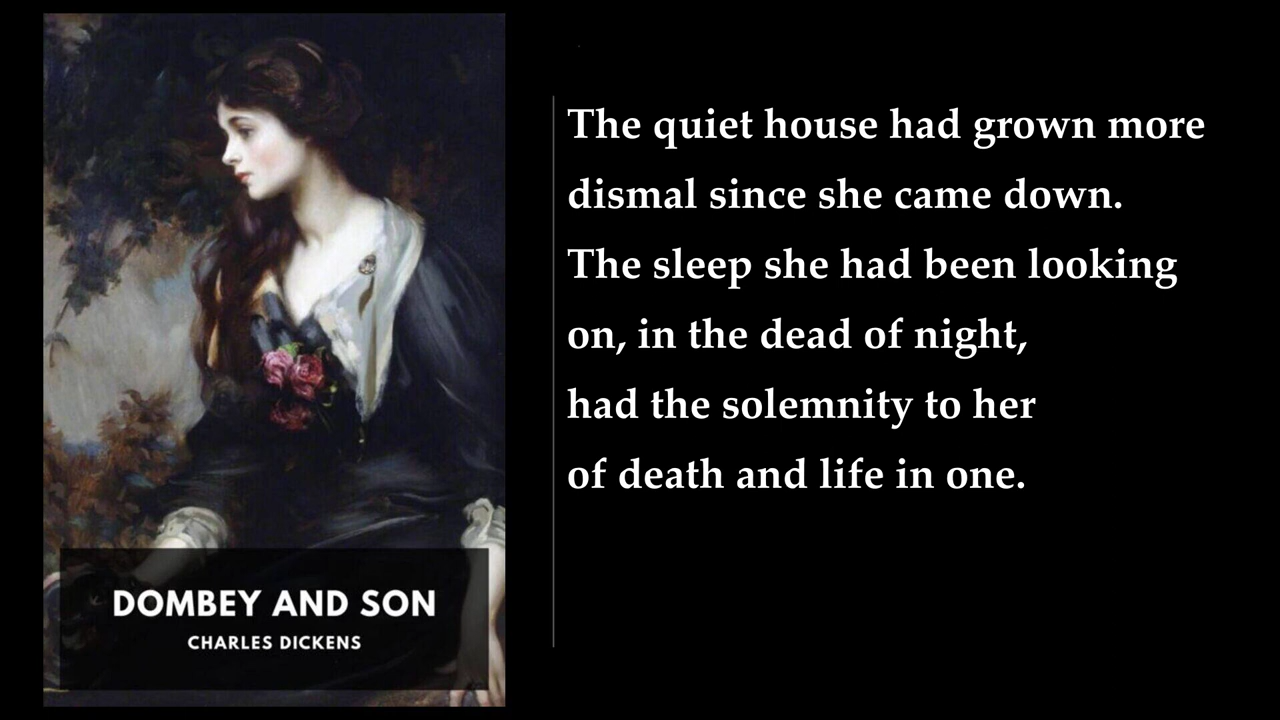 DOMBEY AND SON
CHARLES DICKENS
The quiet house had grown more
dismal since she came down.
The sleep she had been looking
on, in the dead of night,
had the solemnity to her
of death and life in one.